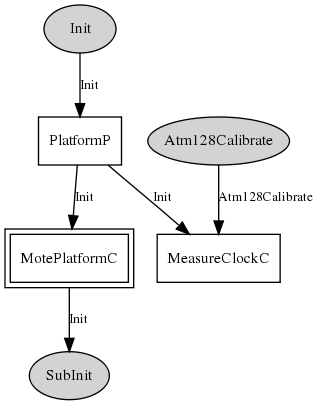 Init
Init
PlatformP
Atm128Calibrate
Init
Init
Atm128Calibrate
MotePlatformC
MeasureClockC
Init
SubInit